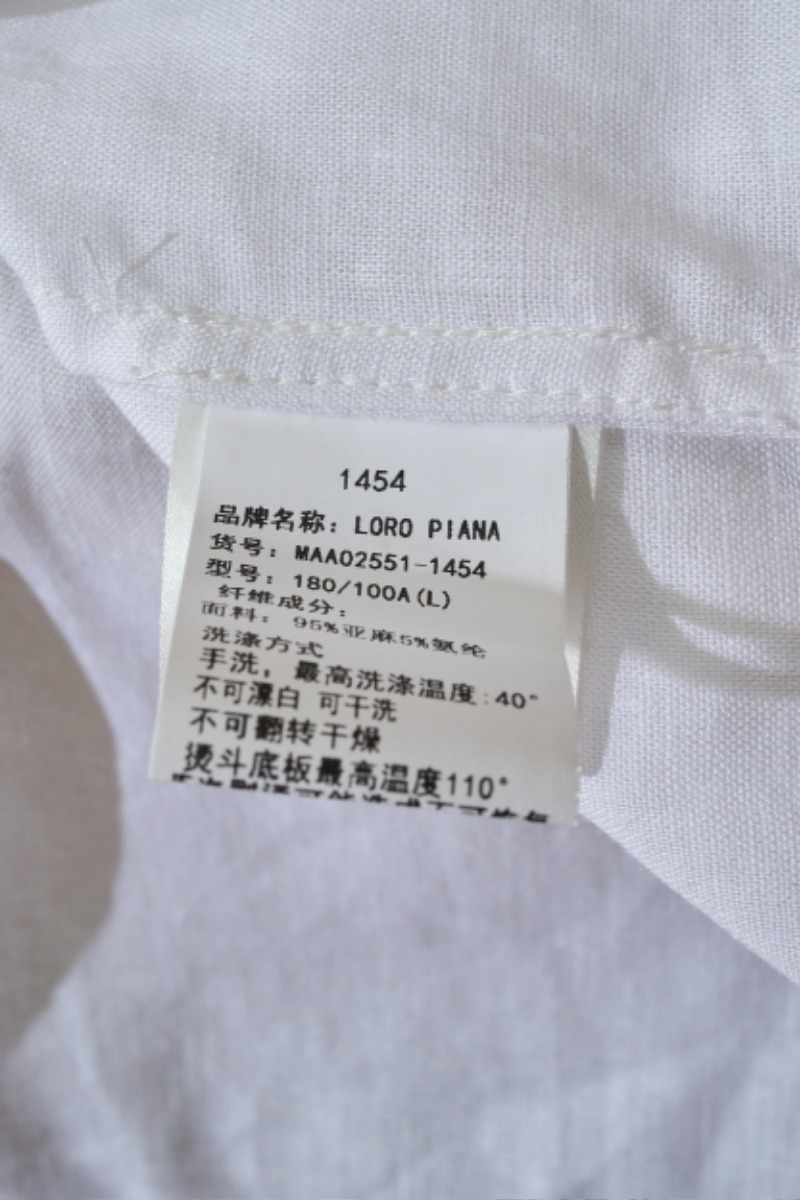 1454
品牌名称: LORO PIANA
货号: MAA02551-1454
型号: 180/100A(L)
纤维成分:
面料: 95%亚麻5%氨纶
洗涤方式
手洗, 最高洗涤温度:40°
不可漂白 可干洗
不可翻转干燥
烫斗底板最高温度110°